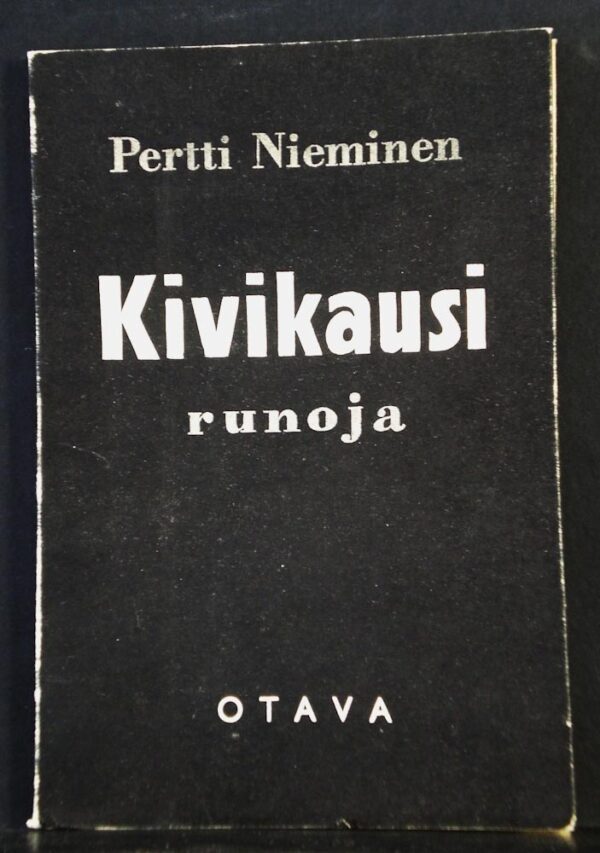 Pertti Nieminen
Kivikausi
runoja
OTAVA